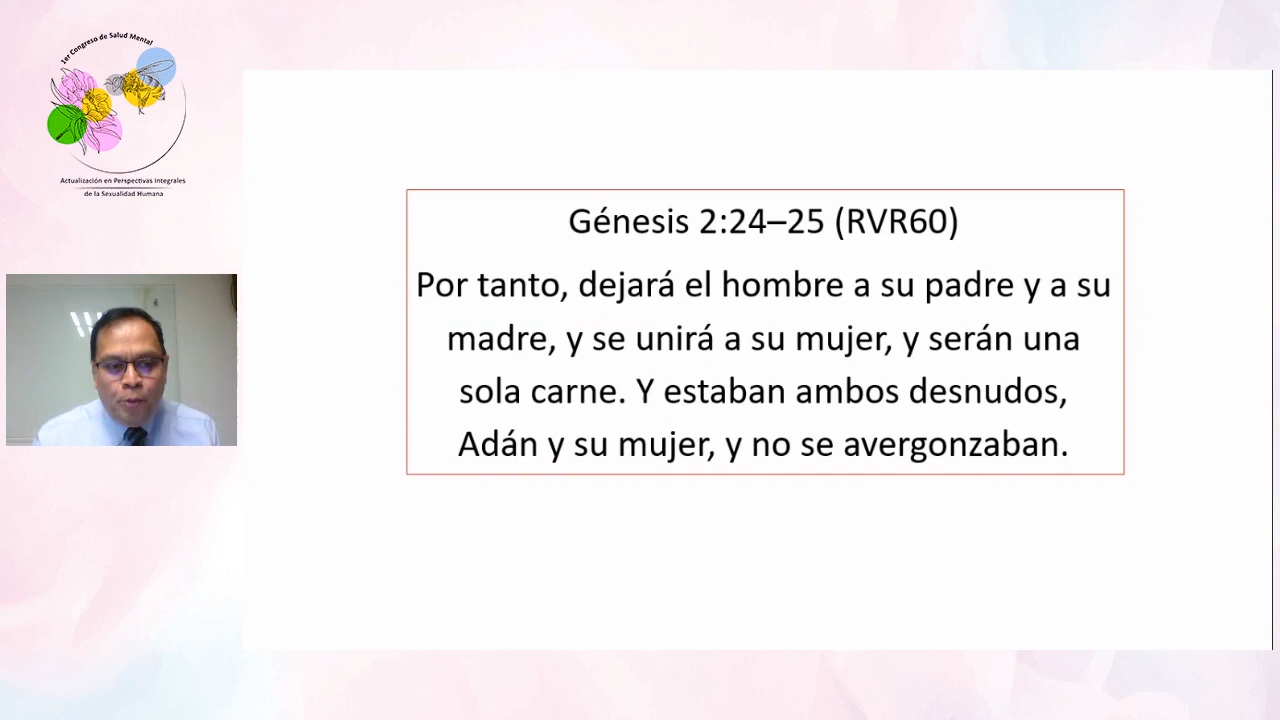 1er Congreso de Salud Mental
Actualización en Perspectivas Integrales
de la Sexualidad Humana
Génesis 2:24–25 (RVR60)
Por tanto, dejará el hombre a su padre y a su
madre, y se unirá a su mujer, y serán una
sola carne. Y estaban ambos desnudos,
Adán y su mujer, y no se avergonzaban.